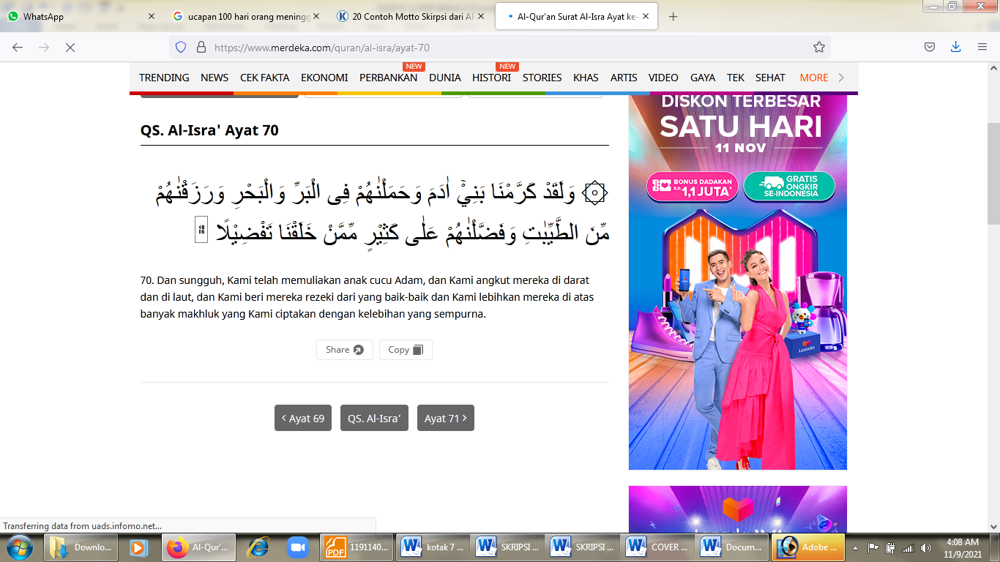 WhatsApp
ucapan 100 hari orang meningg
20 Contoh Motto Skirpsi dari Al
Al-Qur'an Surat Al-Isra Ayat ke-
https://www.merdeka.com/quran/al-isra/ayat-70
NEW NEW
TRENDING NEWS CEK FAKTA EKONOMI PERBANKAN DUNIA HISTORI STORIES KHAS ARTIS VIDEO GAYA TEK SEHAT MORE
QS. Al-Isra' Ayat 70
۞ وَلَقَدْ كَرَّمْنَا بَنِيْٓ اٰدَمَ وَحَمَلْنٰهُمْ فِى الْبَرِّ وَالْبَحْرِ وَرَزَقْنٰهُمْ
مِّنَ الطَّيِّبٰتِ وَفَضَّلْنٰهُمْ عَلٰى كَثِيْرٍ مِّمَّنْ خَلَقْنَا تَفْضِيْلًا
70. Dan sungguh, Kami telah memuliakan anak cucu Adam, dan Kami angkut mereka di darat
dan di laut, dan Kami beri mereka rezeki dari yang baik-baik dan Kami lebihkan mereka di atas
banyak makhluk yang Kami ciptakan dengan kelebihan yang sempurna.
Share Copy
Ayat 69 QS. Al-Isra' Ayat 71
DISKON TERBESAR
SATU HARI
11 NOV
BONUS DADAKAN
S.D. 1,1 JUTA*
GRATIS
ONGKIR
SE-INDONESIA
Lazada
Transferring data from uads.infomo.net...
Downlo... Al-Qur'... 1191140... kotak 7 ... SKRIPSI ... SKRIPSI ... COVER ... Docum... Adobe ...
4:08 AM
11/9/2021